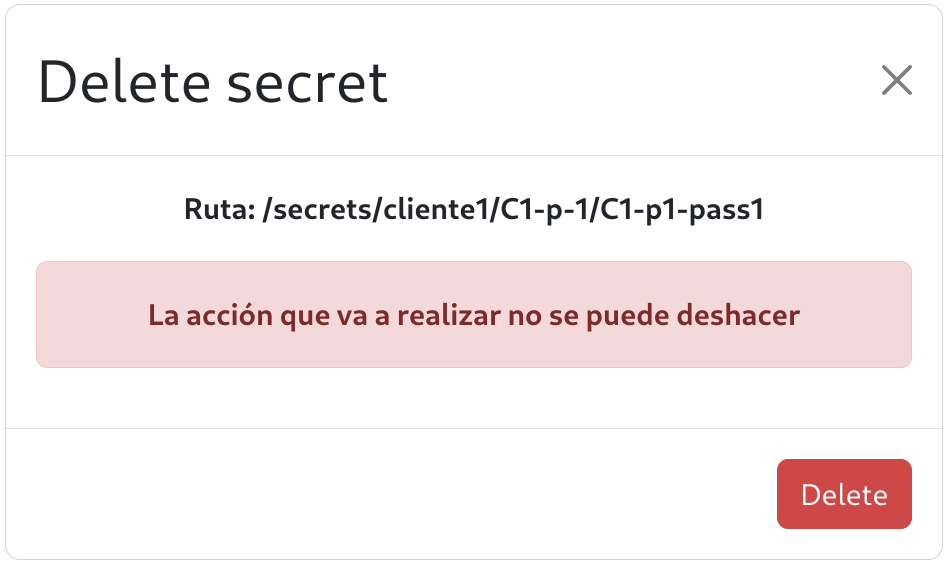 Delete secret
Ruta: /secrets/cliente1/C1-p-1/C1-p1-pass1
La acción que va a realizar no se puede deshacer
Delete